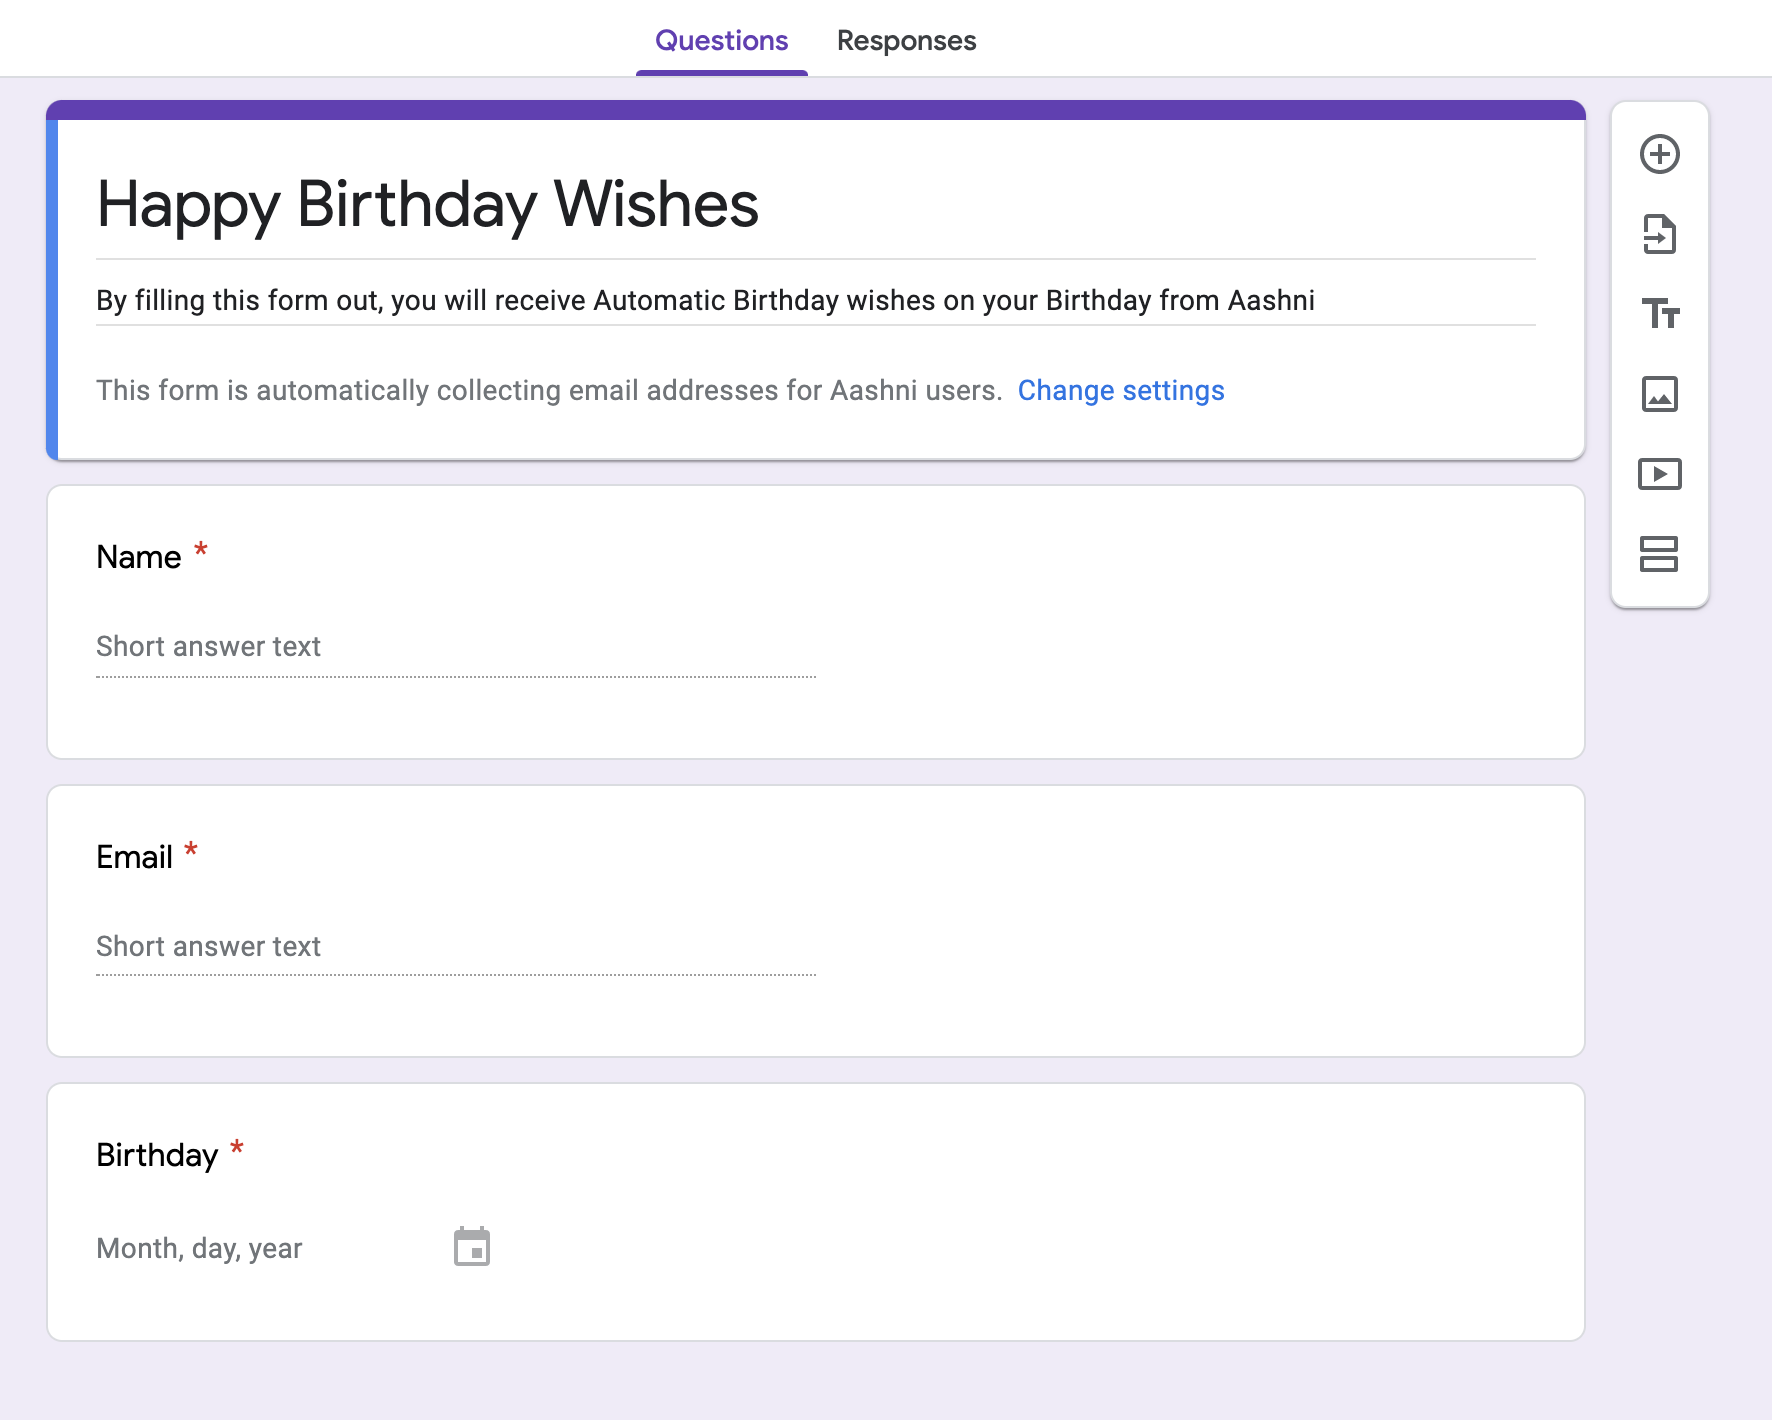 Questions Responses
Happy Birthday Wishes
By filling this form out, you will receive Automatic Birthday wishes on your Birthday from Aashni
This form is automatically collecting email addresses for Aashni users. Change settings
Name *
Short answer text
Email *
Short answer text
Birthday *
Month, day, year